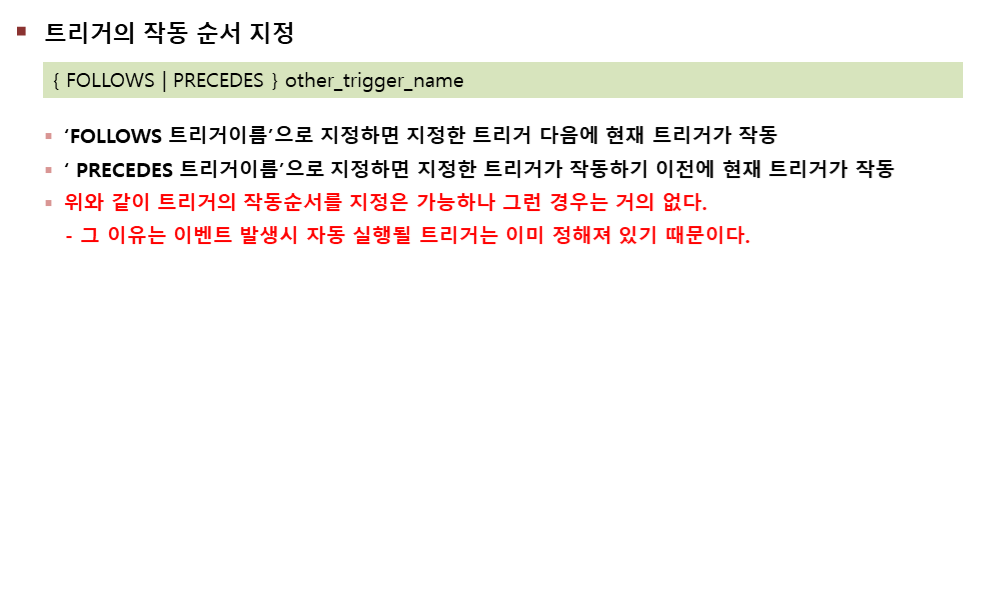 트리거의 작동 순서 지정
{ FOLLOWS | PRECEDES } other_trigger_name
‘FOLLOWS 트리거이름’으로 지정하면 지정한 트리거 다음에 현재 트리거가 작동
‘ PRECEDES 트리거이름’으로 지정하면 지정한 트리거가 작동하기 이전에 현재 트리거가 작동
위와 같이 트리거의 작동순서를 지정은 가능하나 그런 경우는 거의 없다.
- 그 이유는 이벤트 발생시 자동 실행될 트리거는 이미 정해져 있기 때문이다.